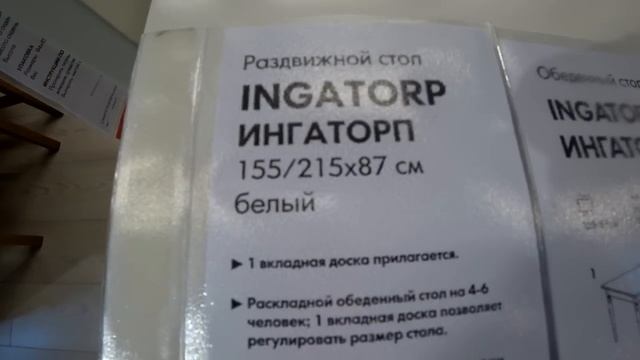 Раздвижной стол
INGATORP
ИНГАТОРП
155/215x87 см
белый
▶ 1 вкладная доска прилагается.
▶ Раскладной обеденный стол на 4-6
человек; 1 вкладная доска позволяет
регулировать размер стола.
Обеденный стол
INGATO
ИНГАТО
1